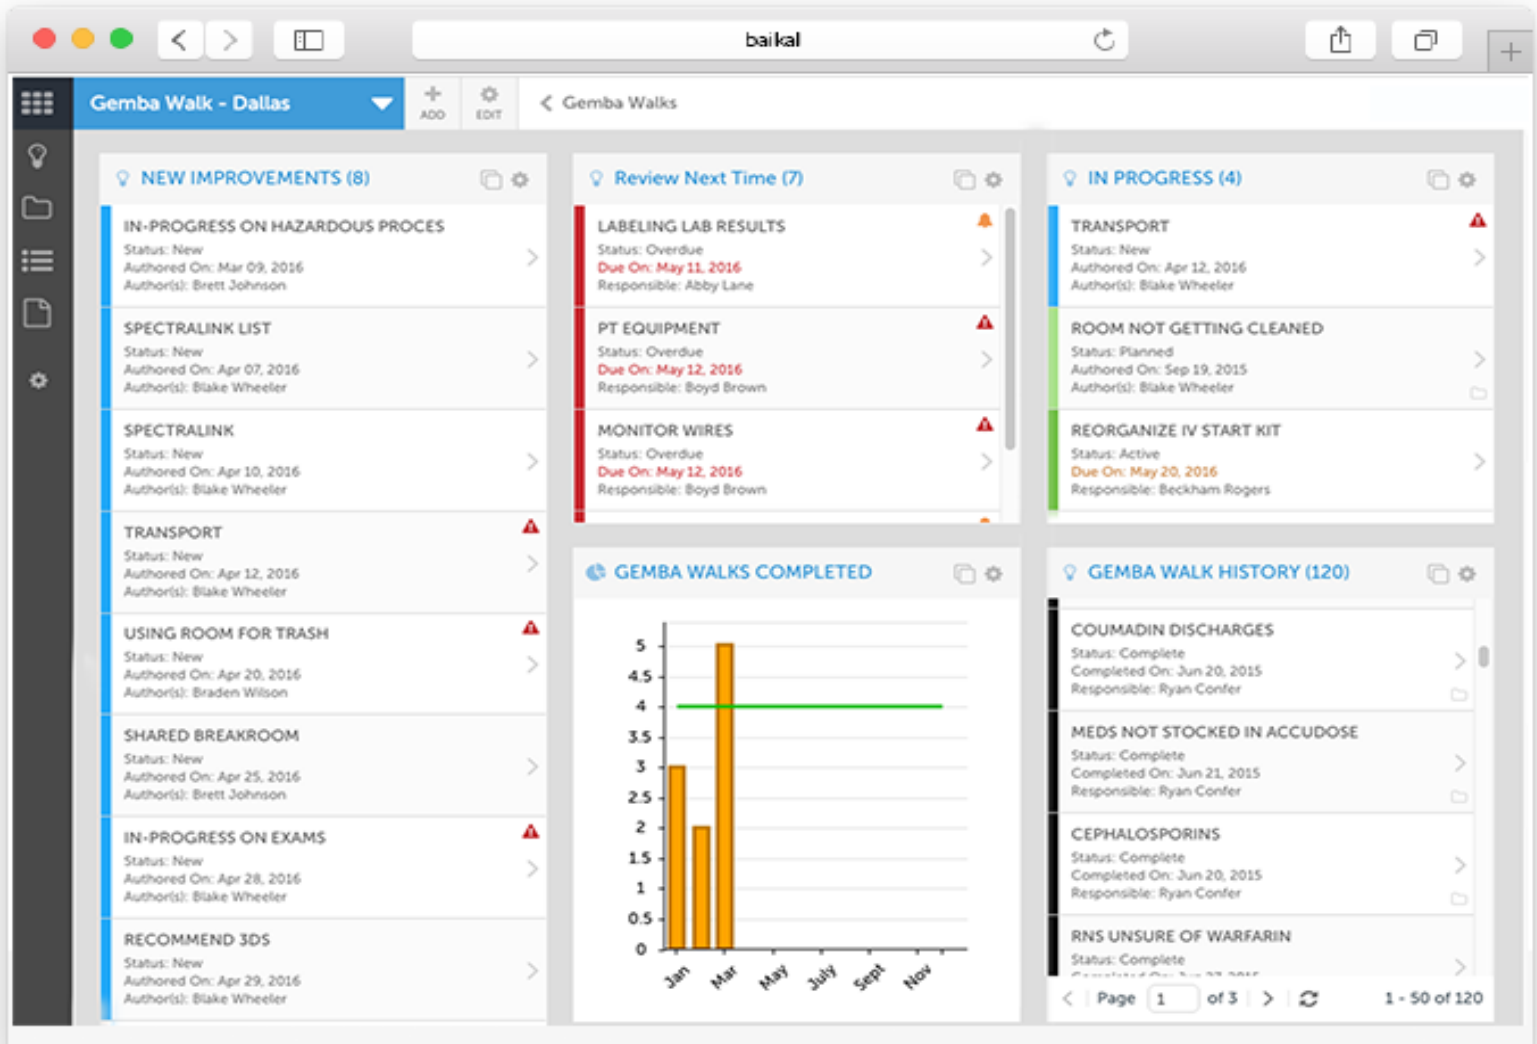 baikal
Gemba Walk - Dallas
ADD
EDIT
Gemba Walks
NEW IMPROVEMENTS (8)
IN-PROGRESS ON HAZARDOUS PROCES
Status: New
Authored On: Mar 09, 2016
Author(s): Brett Johnson
SPECTRALINK LIST
Status: New
Authored On: Apr 07, 2016
Author(s): Blake Wheeler
SPECTRALINK
Status: New
Authored On: Apr 10, 2016
Author(s): Blake Wheeler
TRANSPORT
Status: New
Authored On: Apr 12, 2016
Author(s): Blake Wheeler
USING ROOM FOR TRASH
Status: New
Authored On: Apr 20, 2016
Author(s): Braden Wilson
SHARED BREAKROOM
Status: New
Authored On: Apr 25, 2016
Author(s): Brett Johnson
IN-PROGRESS ON EXAMS
Status: New
Authored On: Apr 28, 2016
Author(s): Blake Wheeler
RECOMMEND 3DS
Status: New
Authored On: Apr 29, 2016
Author(s): Blake Wheeler
Review Next Time (7)
LABELING LAB RESULTS
Status: Overdue
Due On: May 11, 2016
Responsible: Abby Lane
PT EQUIPMENT
Status: Overdue
Due On: May 12, 2016
Responsible: Boyd Brown
MONITOR WIRES
Status: Overdue
Due On: May 12, 2016
Responsible: Boyd Brown
IN PROGRESS (4)
TRANSPORT
Status: New
Authored On: Apr 12, 2016
Author(s): Blake Wheeler
ROOM NOT GETTING CLEANED
Status: Planned
Authored On: Sep 19, 2015
Author(s): Blake Wheeler
REORGANIZE IV START KIT
Status: Active
Due On: May 20, 2016
Responsible: Beckham Rogers
GEMBA WALKS COMPLETED
5
4.5
4
3.5
3
2.5
2
1.5
1
0.5
0
Jan
Mar
May
July
Sept
Nov
GEMBA WALK HISTORY (120)
COUMADIN DISCHARGES
Status: Complete
Completed On: Jun 20, 2015
Responsible: Ryan Confer
MEDS NOT STOCKED IN ACCUDOSE
Status: Complete
Completed On: Jun 21, 2015
Responsible: Ryan Confer
CEPHALOSPORINS
Status: Complete
Completed On: Jun 20, 2015
Responsible: Ryan Confer
RNS UNSURE OF WARFARIN
Status: Complete
Page 1 of 3
1 - 50 of 120